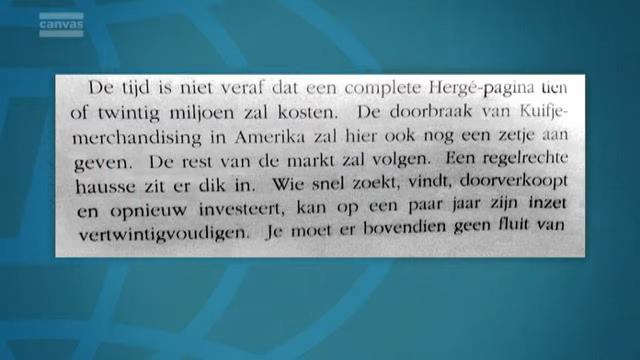 canvas
De tijd is niet veraf dat een complete Hergé-pagina tien
of twintig miljoen zal kosten. De doorbraak van Kuifje-
merchandising in Amerika zal hier ook nog een zetje aan
geven. De rest van de markt zal volgen. Een regelrechte
hausse zit er dik in. Wie snel zoekt, vindt, doorverkoopt
en opnieuw investeert, kan op een paar jaar zijn inzet
vertwintigvoudigen. Je moet er bovendien geen fluit van